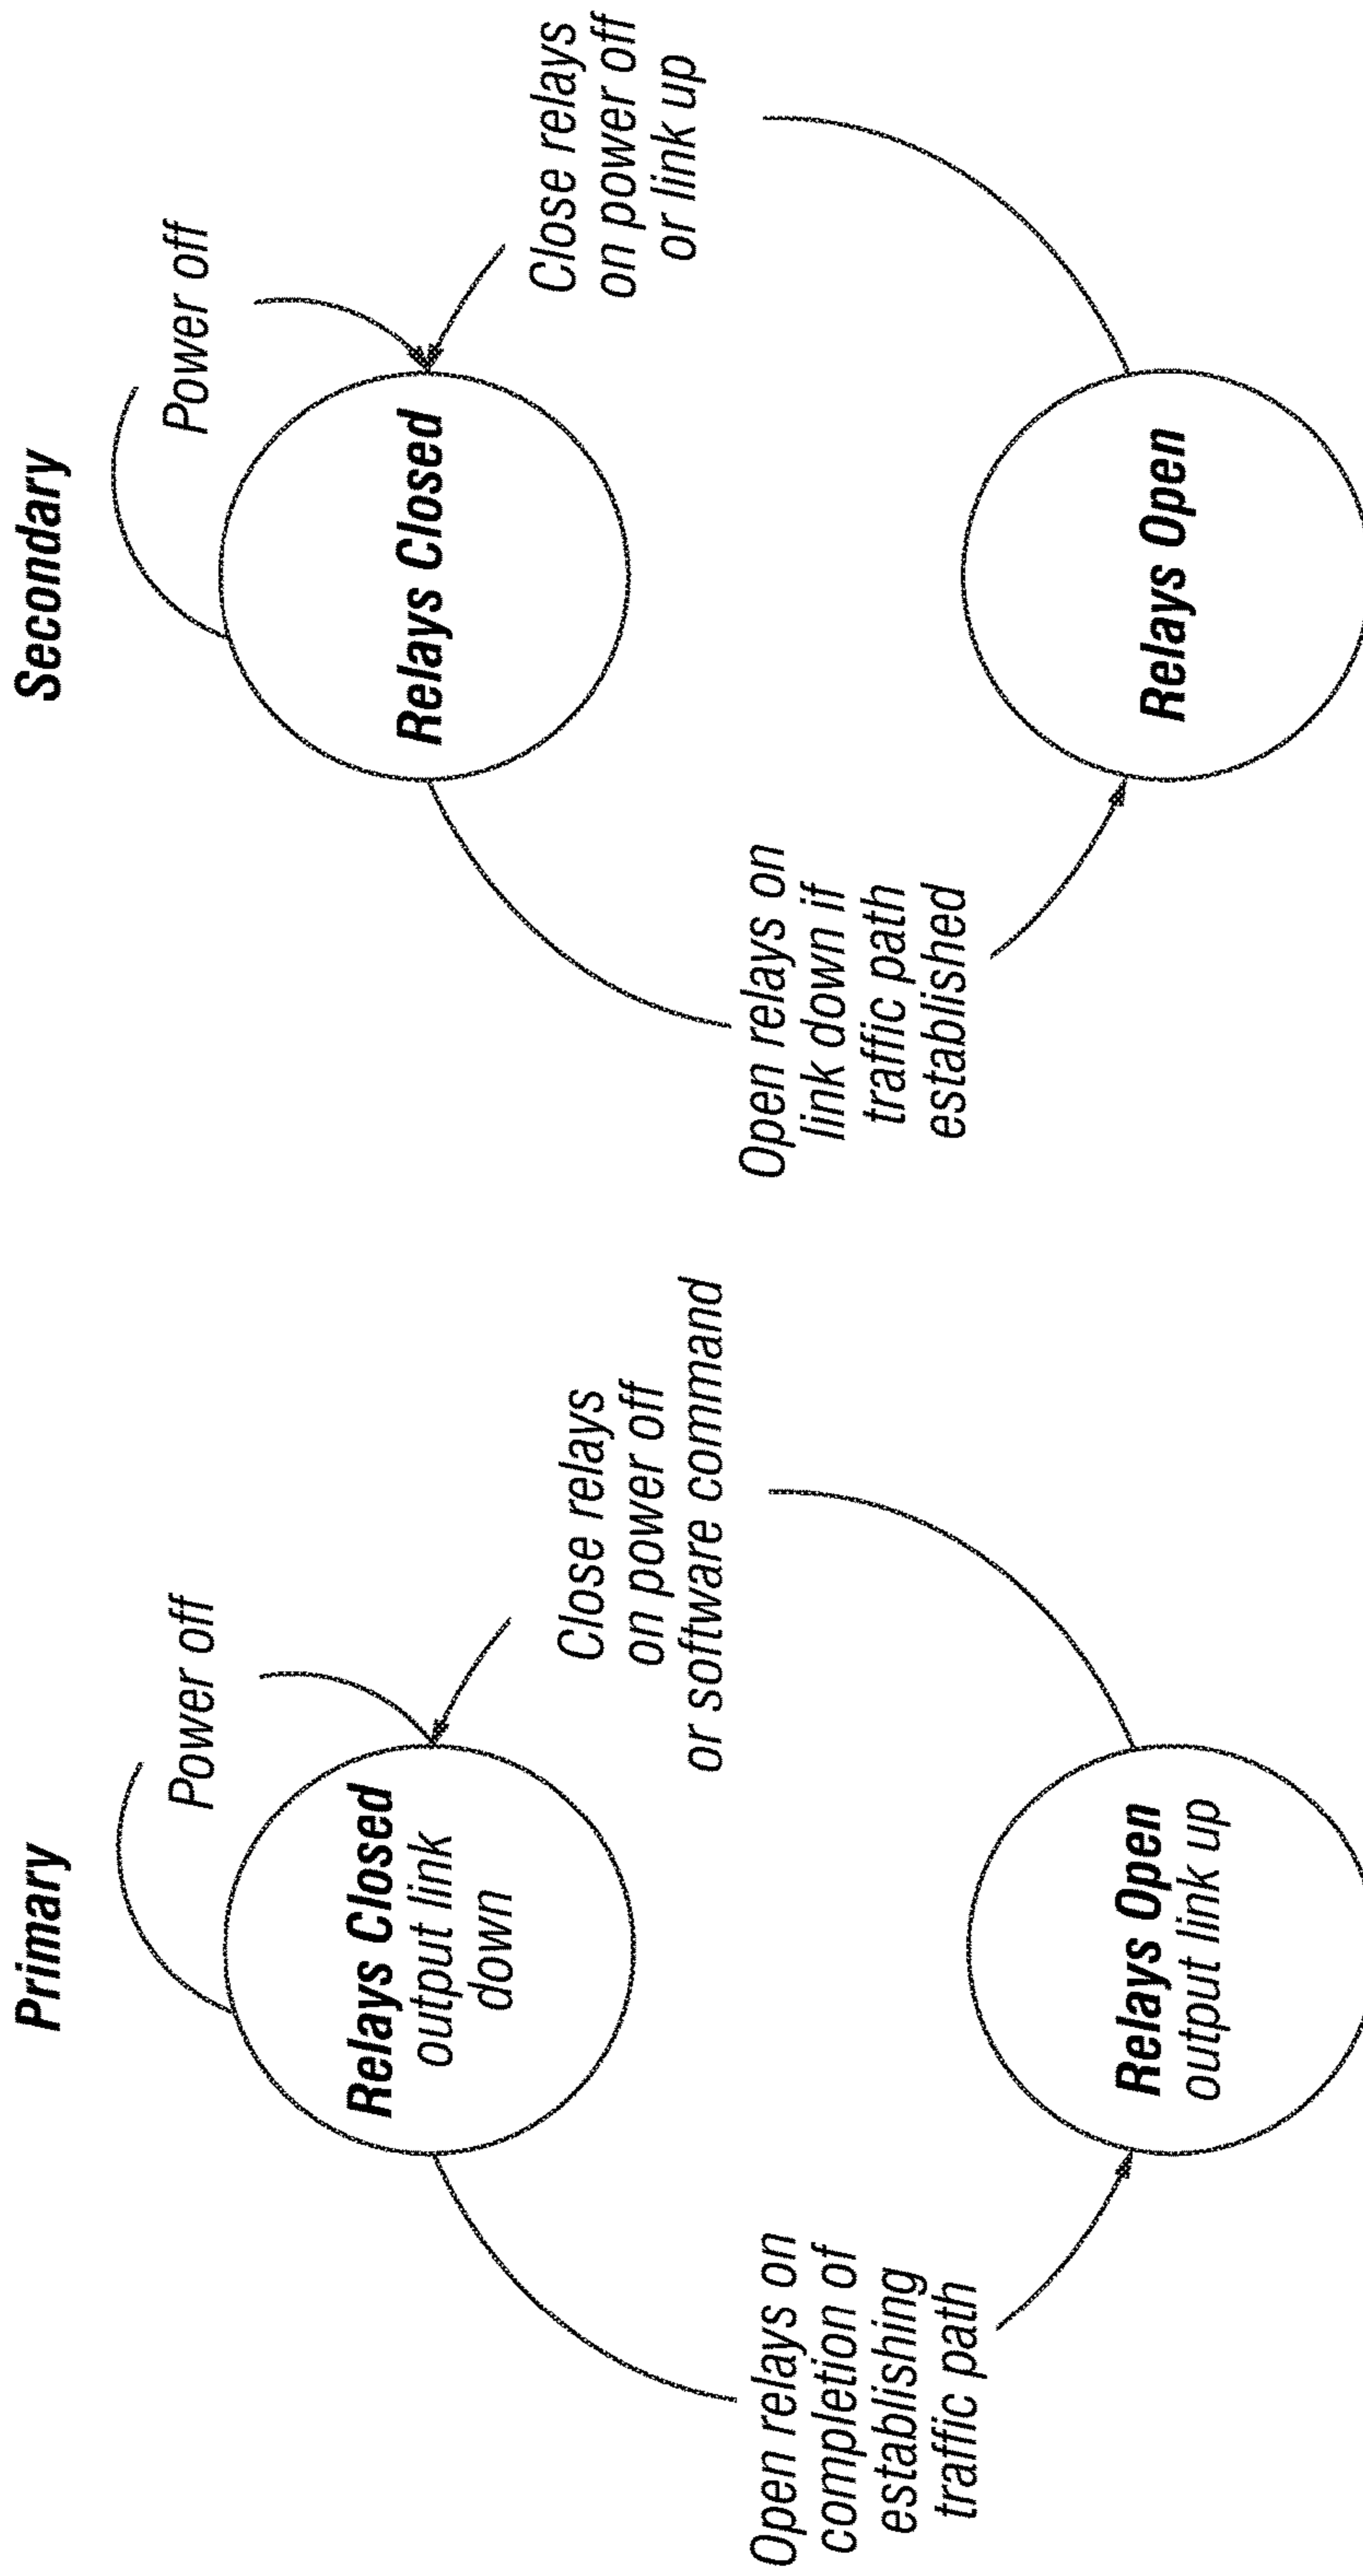 Primary
Power off
Relays Closed
output link
down
Close relays
on power off
or software command
Open relays on
completion of
establishing
traffic path
Relays Open
output link up
Secondary
Power off
Relays Closed
Close relays
on power off
or link up
Open relays on
link down if
traffic path
established
Relays Open